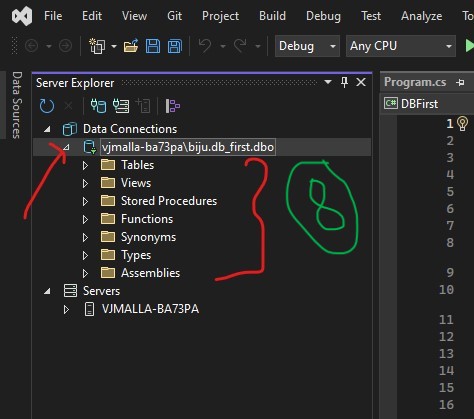 File Edit View Git Project Build Debug Test Analyze To
Debug Any CPU
Data Sources
Server Explorer
Program.cs
C# DBFirst
Data Connections
vjmalla-ba73pa\biju.db_first.dbo
Tables
Views
Stored Procedures
Functions
Synonyms
Types
Assemblies
Servers
VJMALLA-BA73PA
8
1
2
3
4
5
6
7
8
9
10
11
12
13
14
15
16